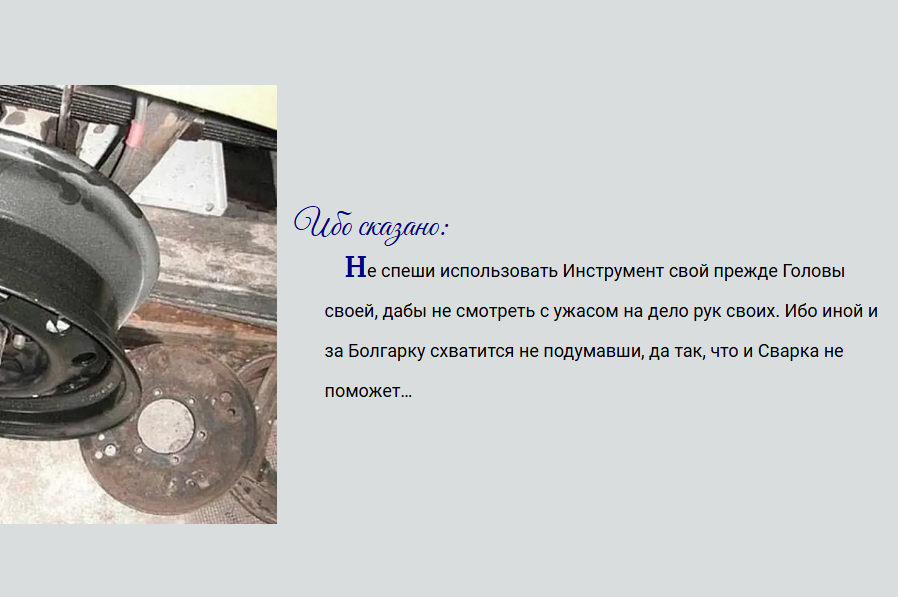 Ибо сказано:
Не спеши использовать Инструмент свой прежде Головы
своей, дабы не смотреть с ужасом на дело рук своих. Ибо иной и
за Болгарку схватится не подумавши, да так, что и Сварка не
поможет…